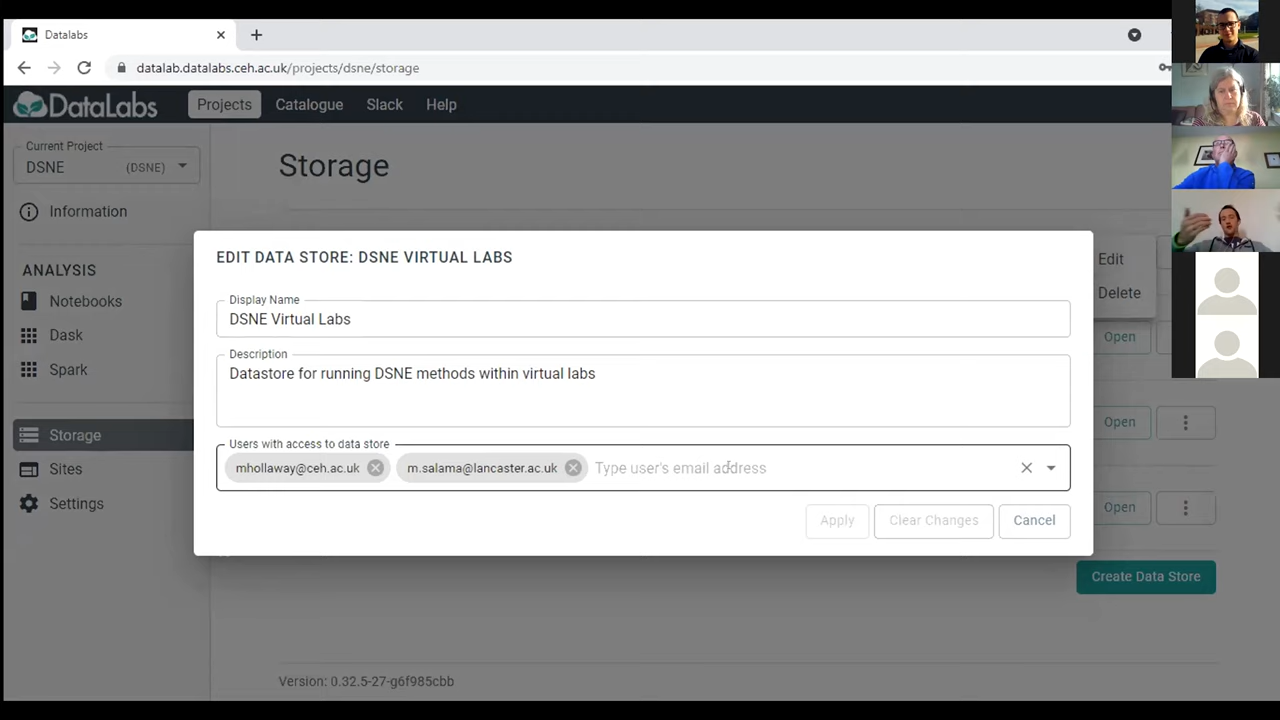 Datalabs
datalab.datalabs.ceh.ac.uk/projects/dsne/storage
DataLabs Projects Catalogue Slack Help
Current Project
DSNE (DSNE)
Information
ANALYSIS
Notebooks
Dask
Spark
Storage
Sites
Settings
Storage
EDIT DATA STORE: DSNE VIRTUAL LABS
Display Name
DSNE Virtual Labs
Description
Datastore for running DSNE methods within virtual labs
Users with access to data store
mhollaway@ceh.ac.uk m.salama@lancaster.ac.uk Type user's email address
Apply Clear Changes Cancel
Edit
Delete
Open
Open
Open
Create Data Store
Version: 0.32.5-27-g6f985cbb